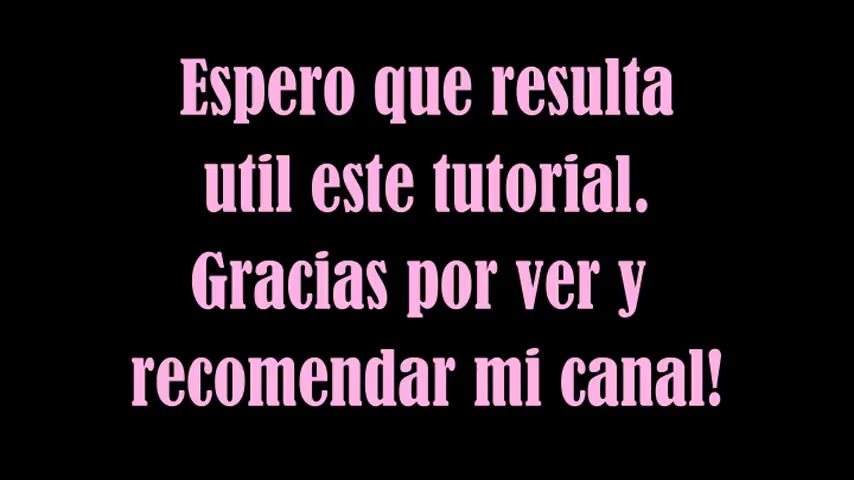 Espero que resulta
util este tutorial.
Gracias por ver y
recomendar mi canal!